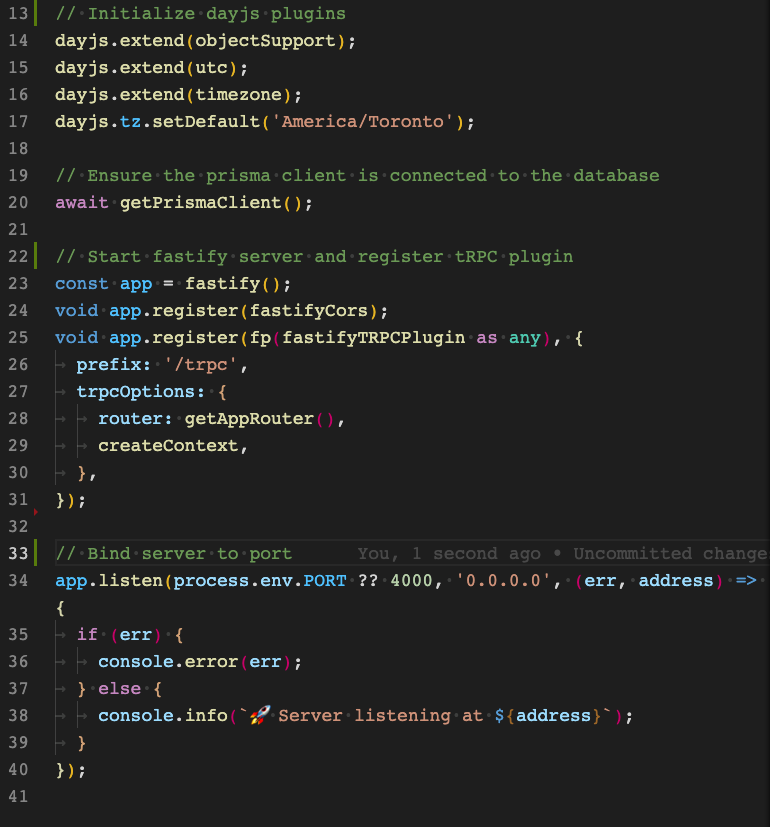 13 // Initialize dayjs plugins
14 dayjs.extend(objectSupport);
15 dayjs.extend(utc);
16 dayjs.extend(timezone);
17 dayjs.tz.setDefault('America/Toronto');
18
19 // Ensure the prisma client is connected to the database
20 await getPrismaClient();
21
22 // Start fastify server and register tRPC plugin
23 const app = fastify();
24 void app.register(fastifyCors);
25 void app.register(fp(fastifyTRPCPlugin as any), {
26 prefix: '/trpc',
27 trpcOptions: {
28 router: getAppRouter(),
29 createContext,
30 },
31 });
32
33 // Bind server to port You, 1 second ago • Uncommitted change
34 app.listen(process.env.PORT ?? 4000, '0.0.0.0', (err, address) =>
{
35 if (err) {
36 console.error(err);
37 } else {
38 console.info(`🚀 Server listening at ${address}`);
39 }
40 });
41